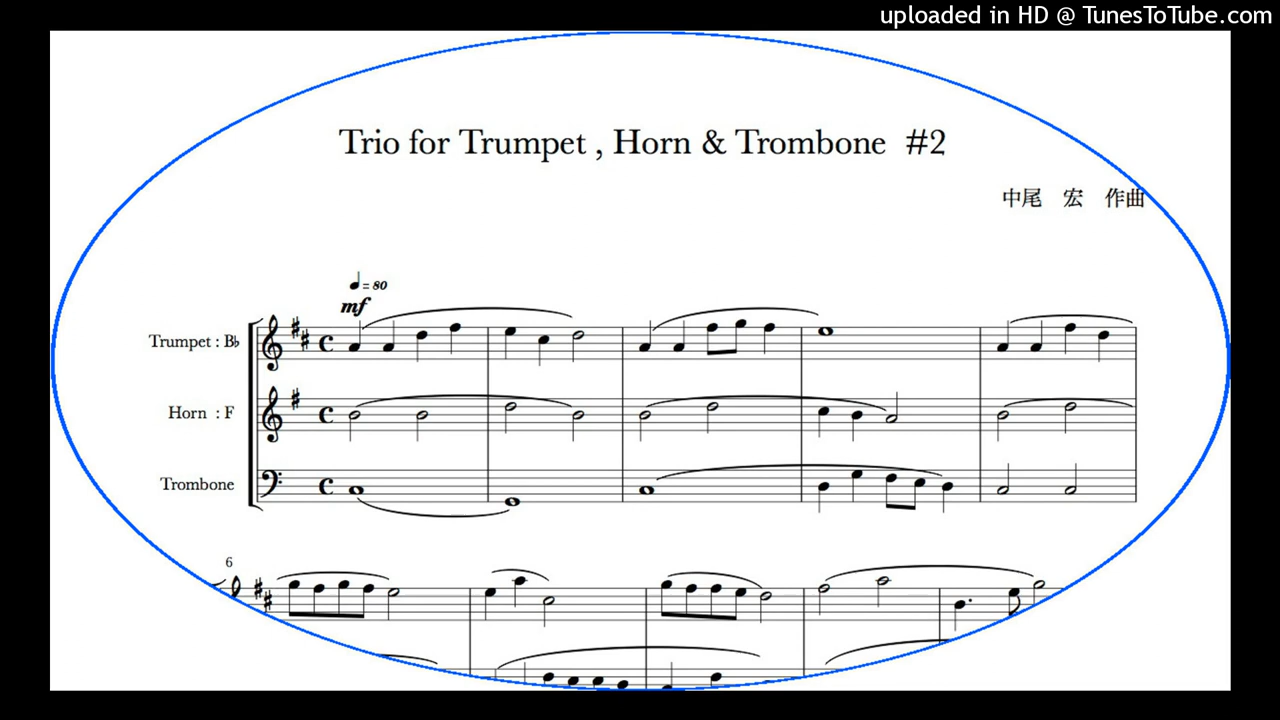 uploaded in HD @ TunesToTube.com
Trio for Trumpet , Horn & Trombone #2
中尾 宏 作曲
♩ = 80
mf
Trumpet : B♭
Horn : F
Trombone
6